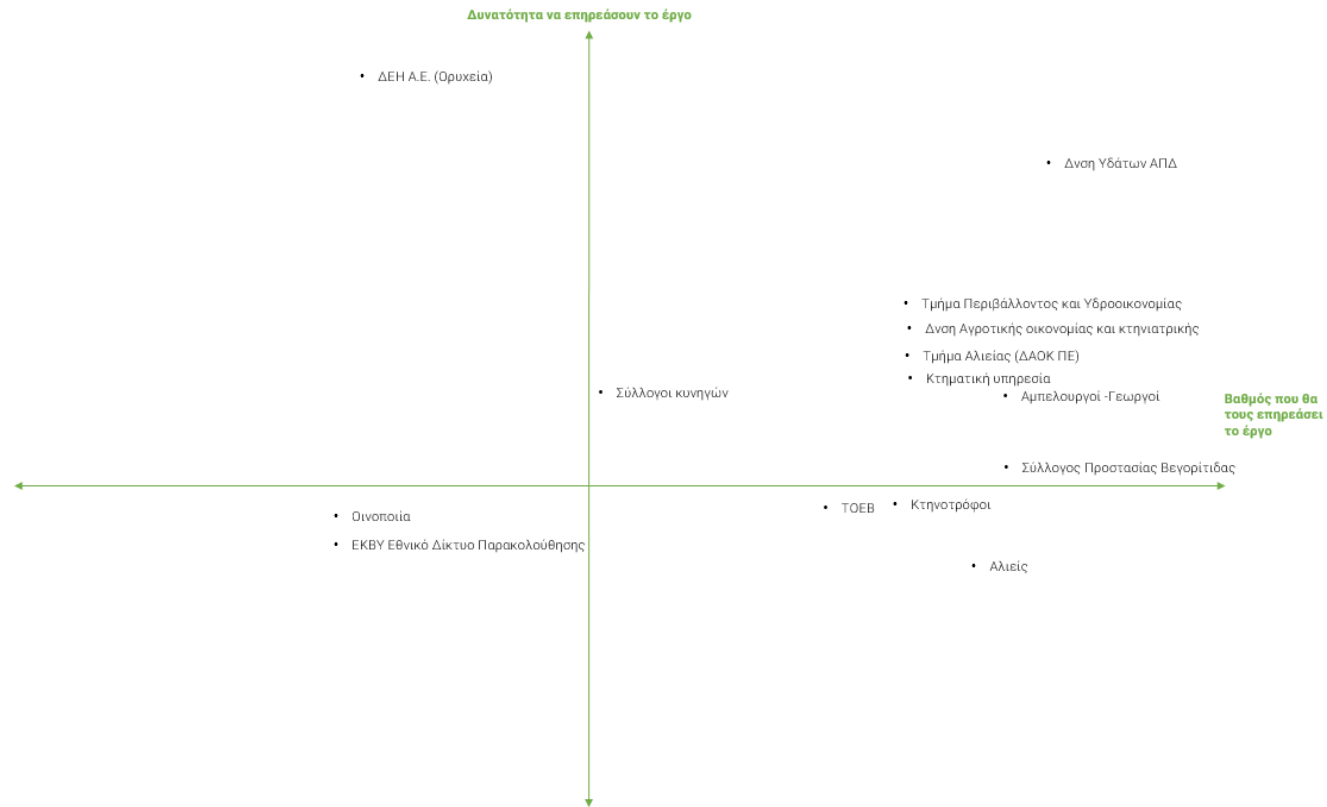 Δυνατότητα να επηρεάσουν το έργο
• ΔΕΗ Α.Ε. (Ορυχεία)
• Δνση Υδάτων ΑΠΔ
• Τμήμα Περιβάλλοντος και Υδροοικονομίας
• Δνση Αγροτικής οικονομίας και κτηνιατρικής
• Τμήμα Αλιείας (ΔΑΟΚ ΠΕ)
• Κτηματική υπηρεσία
• Σύλλογοι κυνηγών
• Αμπελουργοί -Γεωργοί
Βαθμός που θα
τους επηρεάσει
το έργο
• Σύλλογος Προστασίας Βεγορίτιδας
• Κτηνοτρόφοι
• ΤΟΕΒ
• Οινοποιία
• ΕΚΒΥ Εθνικό Δίκτυο Παρακολούθησης
• Αλιείς